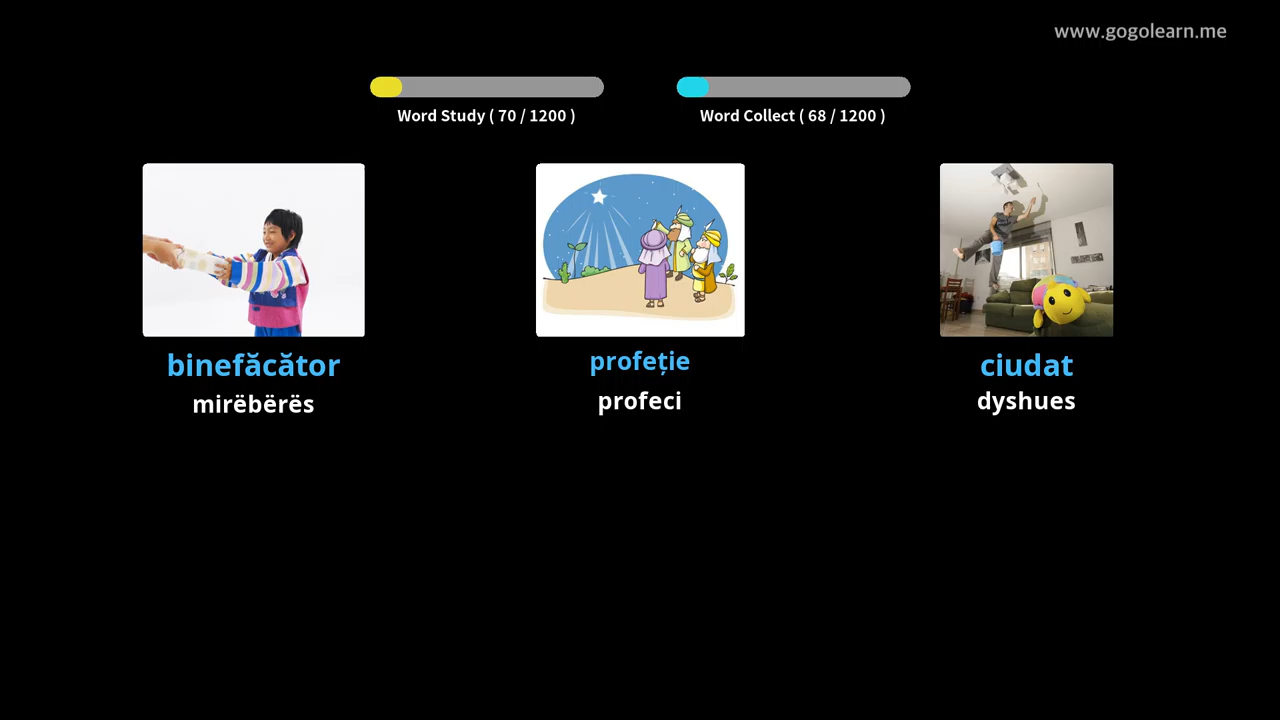 www.gogolearn.me
Word Study ( 70 / 1200 )
Word Collect ( 68 / 1200 )
binefăcător
mirëbërës
profeție
profeci
ciudat
dyshues